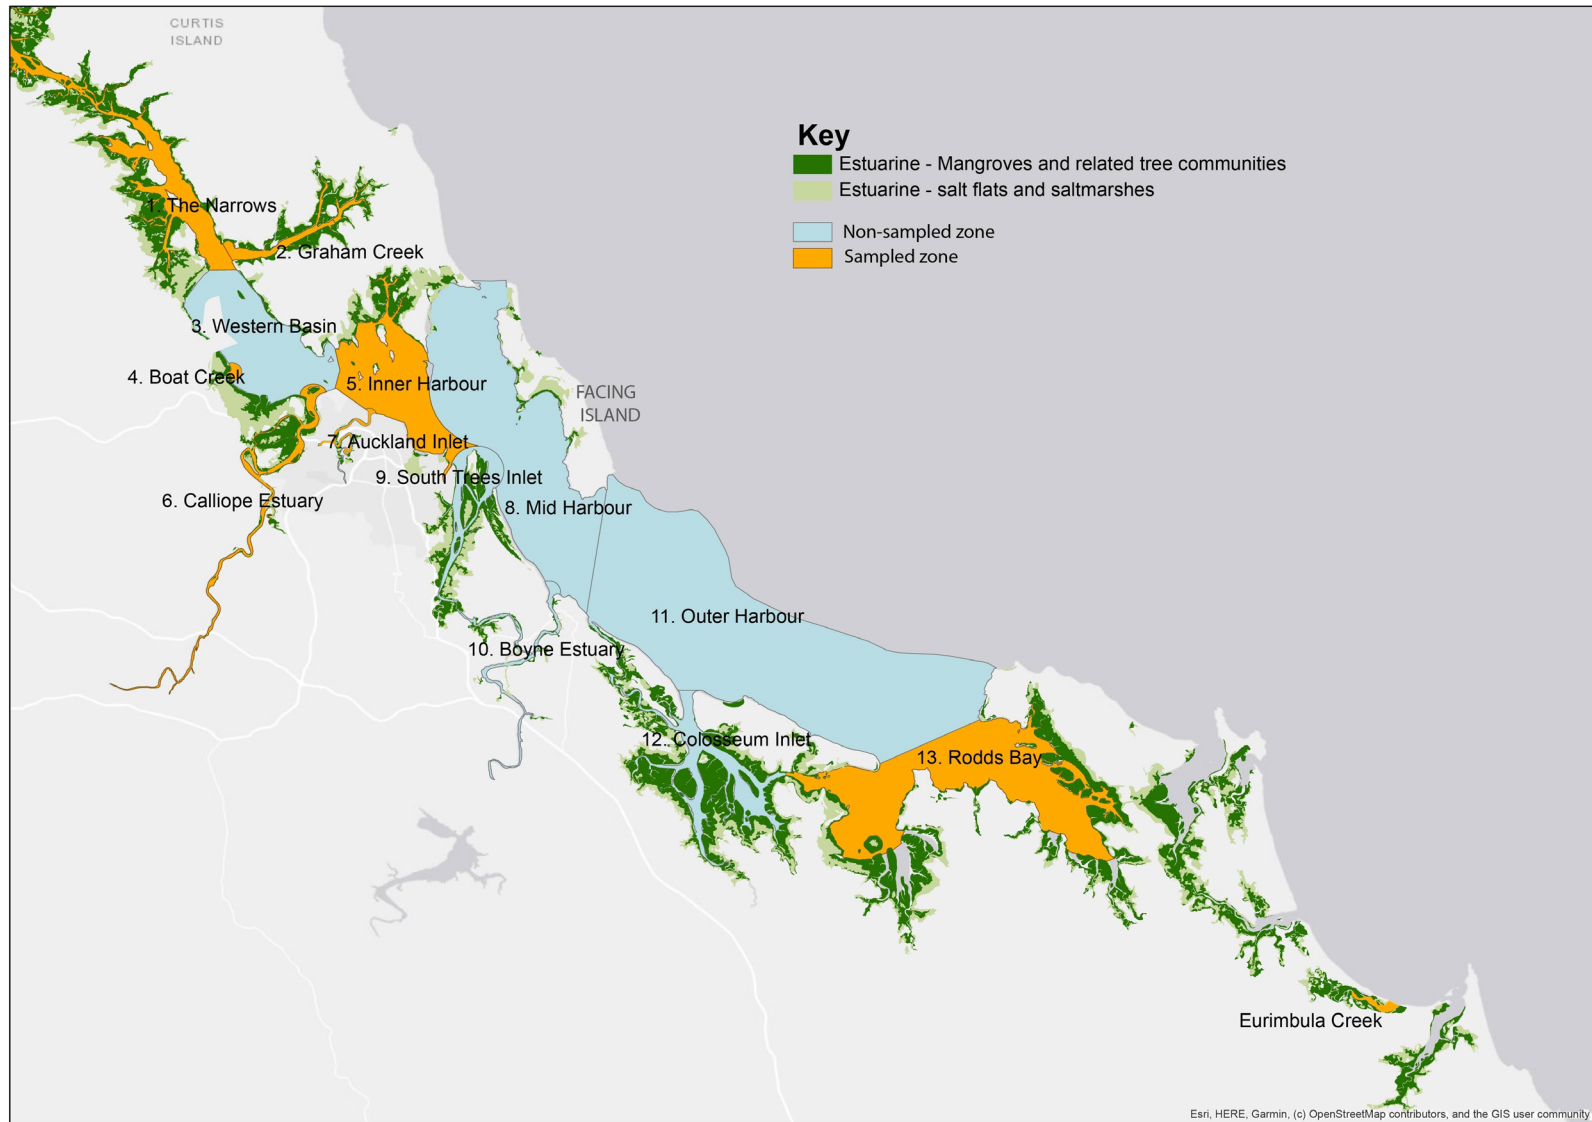 CURTIS
ISLAND
Key
Estuarine - Mangroves and related tree communities
Estuarine - salt flats and saltmarshes
Non-sampled zone
Sampled zone
1. The Narrows
2. Graham Creek
3. Western Basin
4. Boat Creek
5. Inner Harbour
FACING
ISLAND
7. Auckland Inlet
9. South Trees Inlet
6. Calliope Estuary
8. Mid Harbour
11. Outer Harbour
10. Boyne Estuary
12. Colosseum Inlet
13. Rodds Bay
Eurimbula Creek
Esri, HERE, Garmin, (c) OpenStreetMap contributors, and the GIS user community